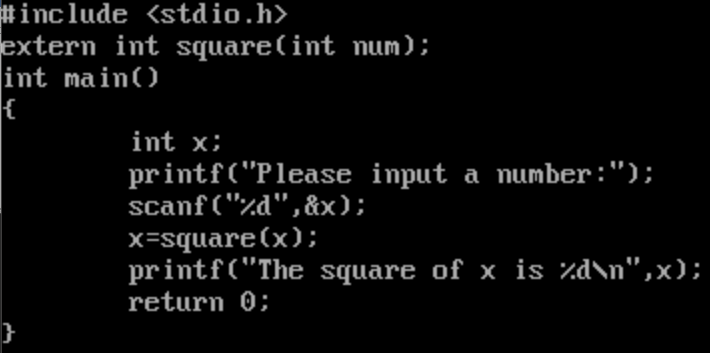 #include <stdio.h>
extern int square(int num);
int main()
{
        int x;
        printf("Please input a number:");
        scanf("%d",&x);
        x=square(x);
        printf("The square of x is %d\n",x);
        return 0;
}